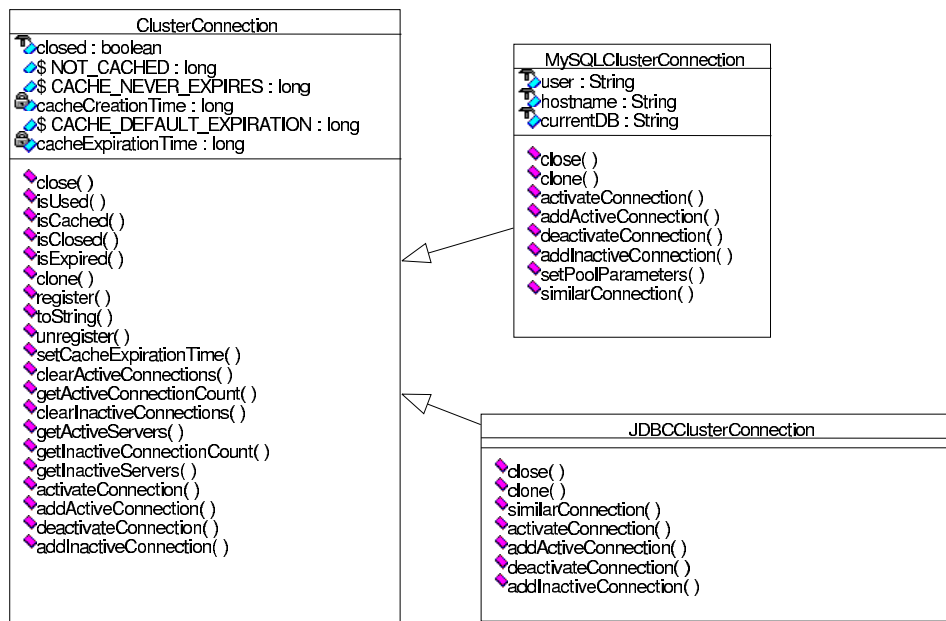 ClusterConnection
closed : boolean
$ NOT_CACHED : long
$ CACHE_NEVER_EXPIRES : long
cacheCreationTime : long
$ CACHE_DEFAULT_EXPIRATION : long
cacheExpirationTime : long
close( )
isUsed( )
isCached( )
isClosed( )
isExpired( )
clone( )
register( )
toString( )
unregister( )
setCacheExpirationTime( )
clearActiveConnections( )
getActiveConnectionCount( )
clearInactiveConnections( )
getActiveServers( )
getInactiveConnectionCount( )
getInactiveServers( )
activateConnection( )
addActiveConnection( )
deactivateConnection( )
addInactiveConnection( )
MySQLClusterConnection
user : String
hostname : String
currentDB : String
close( )
clone( )
activateConnection( )
addActiveConnection( )
deactivateConnection( )
addInactiveConnection( )
setPoolParameters( )
similarConnection( )
JDBCClusterConnection
close( )
clone( )
similarConnection( )
activateConnection( )
addActiveConnection( )
deactivateConnection( )
addInactiveConnection( )